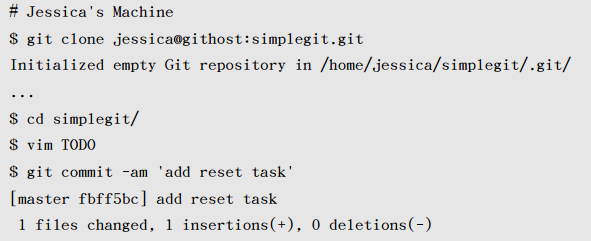 # Jessica's Machine
$ git clone jessica@githost:simplegit.git
Initialized empty Git repository in /home/jessica/simplegit/.git/
...
$ cd simplegit/
$ vim TODO
$ git commit -am 'add reset task'
[master fbff5bc] add reset task
 1 files changed, 1 insertions(+), 0 deletions(-)